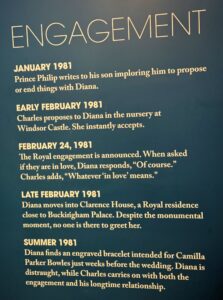 ENGAGEMENT
JANUARY 1981
Prince Philip writes to his son imploring him to propose
or end things with Diana.
EARLY FEBRUARY 1981
Charles proposes to Diana in the nursery at
Windsor Castle. She instantly accepts.
FEBRUARY 24, 1981
The Royal engagement is announced. When asked
if they are in love, Diana responds, “Of course.”
Charles adds, “Whatever ‘in love’ means.”
LATE FEBRUARY 1981
Diana moves into Clarence House, a Royal residence
close to Buckingham Palace. Despite the monumental
moment, no one is there to greet her.
SUMMER 1981
Diana finds an engraved bracelet intended for Camilla
Parker Bowles just weeks before the wedding. Diana is
distraught, while Charles carries on with both the
engagement and his longtime relationship.